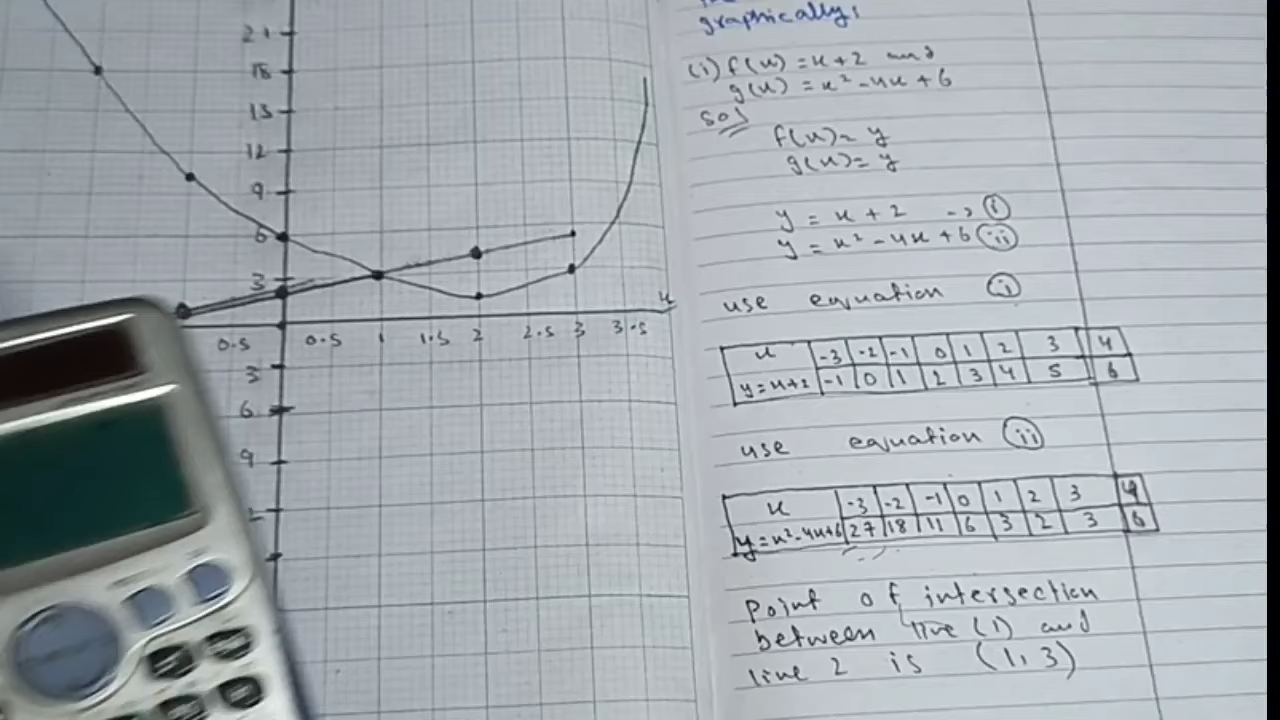 graphically:
(i) f(x) = x+2 and
g(x) = x² - 4x + 6
Sol
f(x) = y
g(x) = y
y = x + 2 -> (i)
y = x² - 4x + 6 (ii)
use equation (i)
x -3 -2 -1 0 1 2 3 4
y = x+2 -1 0 1 2 3 4 5 6
use equation (ii)
x -3 -2 -1 0 1 2 3 4
y = x² - 4x + 6 27 18 11 6 3 2 3 6
Point of intersection
between line (1) and
line 2 is (1, 3)
21
18
15
12
9
6
3
x
0.5 0.5 1 1.5 2 2.5 3 3.5
3
6
9